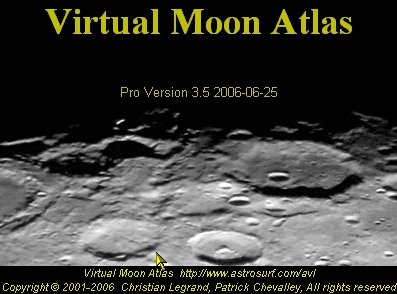 Virtual Moon Atlas
Pro Version 3.5 2006-06-25
Virtual Moon Atlas http://www.astrosurf.com/avl
Copyright © 2001-2006 Christian Legrand, Patrick Chevalley, All rights reserved